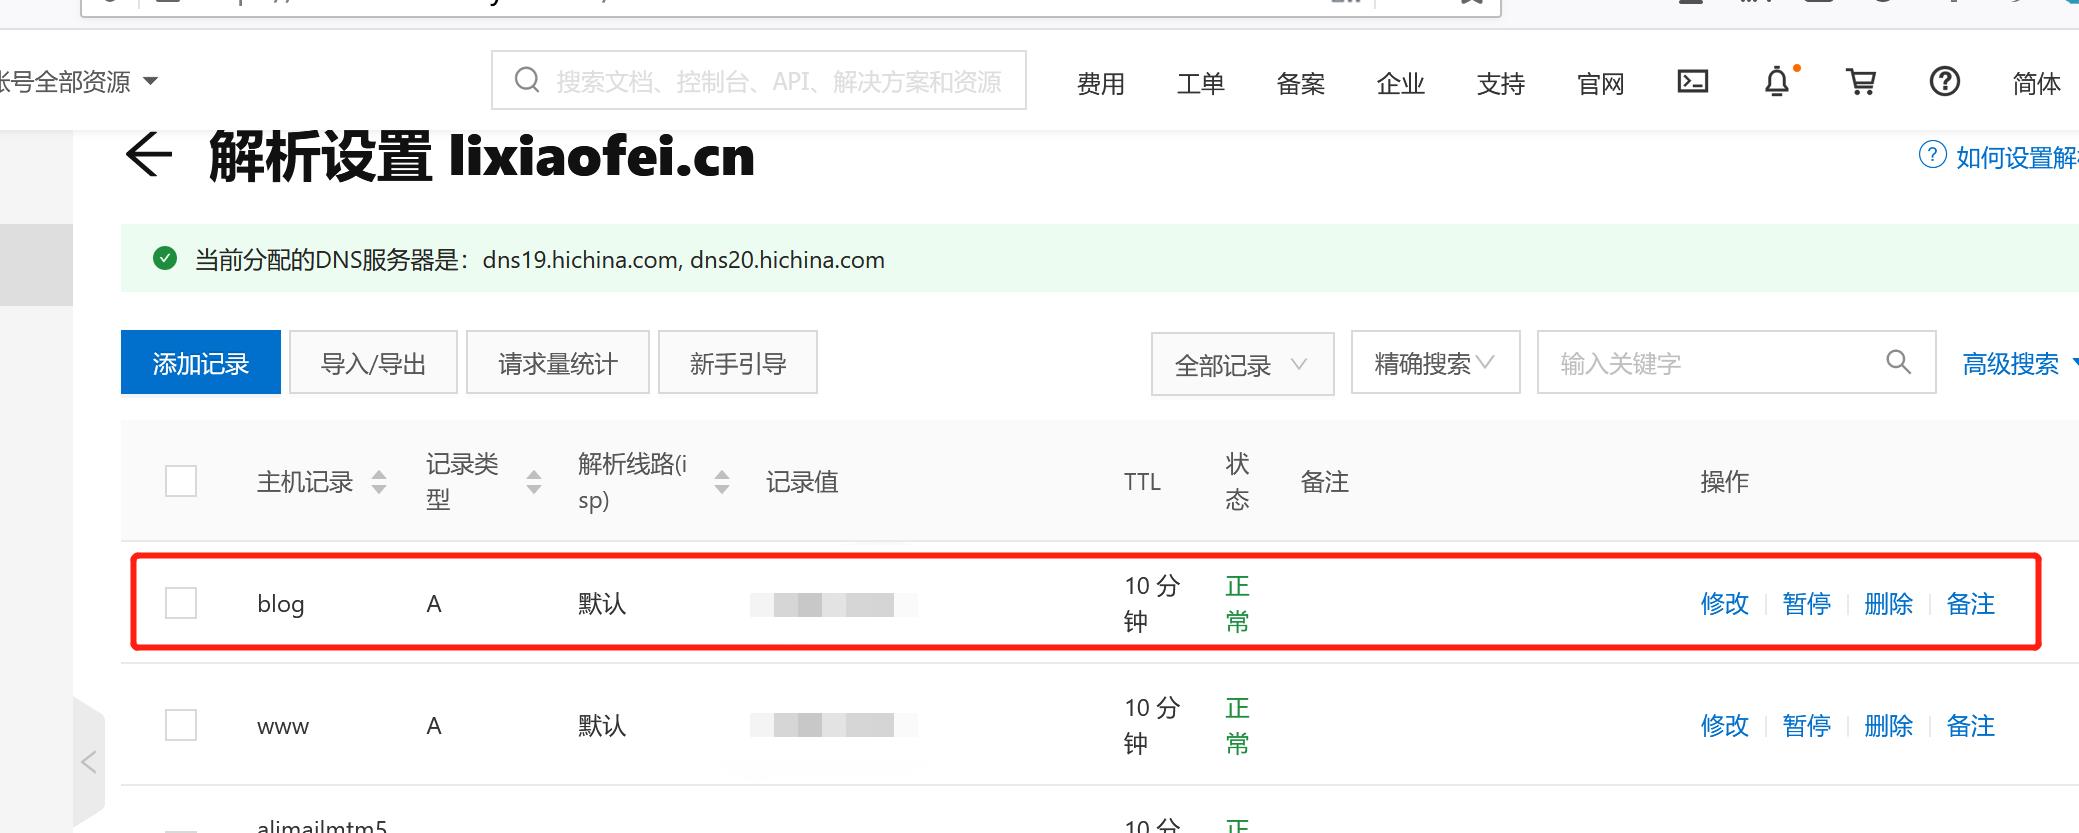 账号全部资源
搜索文档、控制台、API、解决方案和资源
费用 工单 备案 企业 支持 官网 简体
解析设置 lixiaofei.cn
如何设置解
当前分配的DNS服务器是：dns19.hichina.com, dns20.hichina.com
添加记录 导入/导出 请求量统计 新手引导 全部记录 精确搜索 输入关键字 高级搜索
主机记录 记录类型 解析线路(isp) 记录值 TTL 状态 备注 操作
blog A 默认 10 分钟 正常 修改 暂停 删除 备注
www A 默认 10 分钟 正常 修改 暂停 删除 备注
alimailmtm5 10 分 正